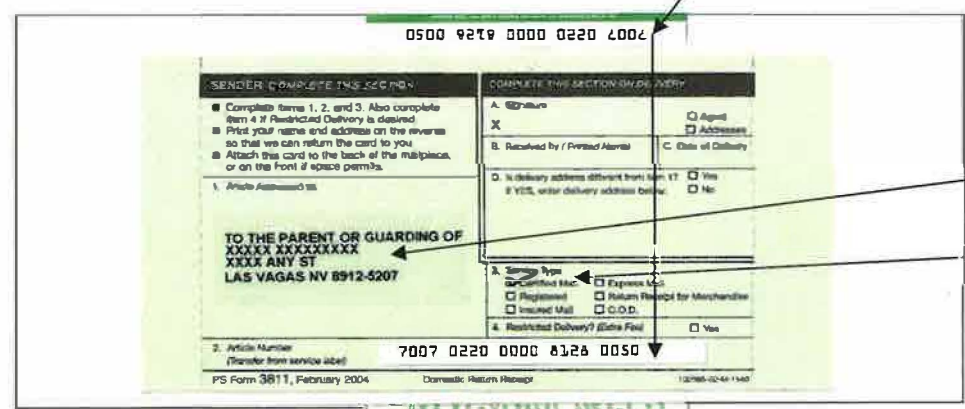 7007 0220 0000 8128 0050
SENDER: COMPLETE THIS SECTION
■ Complete items 1, 2, and 3. Also complete
item 4 if Restricted Delivery is desired.
■ Print your name and address on the reverse
so that we can return the card to you.
■ Attach this card to the back of the mailpiece,
or on the front if space permits.
1. Article Addressed to:
TO THE PARENT OR GUARDING OF
XXXXX XXXXXXXXX
XXXX ANY ST
LAS VAGAS NV 8912-5207
2. Article Number
(Transfer from service label)
7007 0220 0000 8128 0050
COMPLETE THIS SECTION ON DELIVERY
A. Signature
X
☐ Agent
☐ Addressee
B. Received by (Printed Name)
C. Date of Delivery
D. Is delivery address different from item 1? ☐ Yes
If YES, enter delivery address below: ☐ No
3. Service Type
Certified Mail ☐ Express Mail
☐ Registered ☐ Return Receipt for Merchandise
☐ Insured Mail ☐ C.O.D.
4. Restricted Delivery? (Extra Fee) ☐ Yes
PS Form 3811, February 2004 Domestic Return Receipt